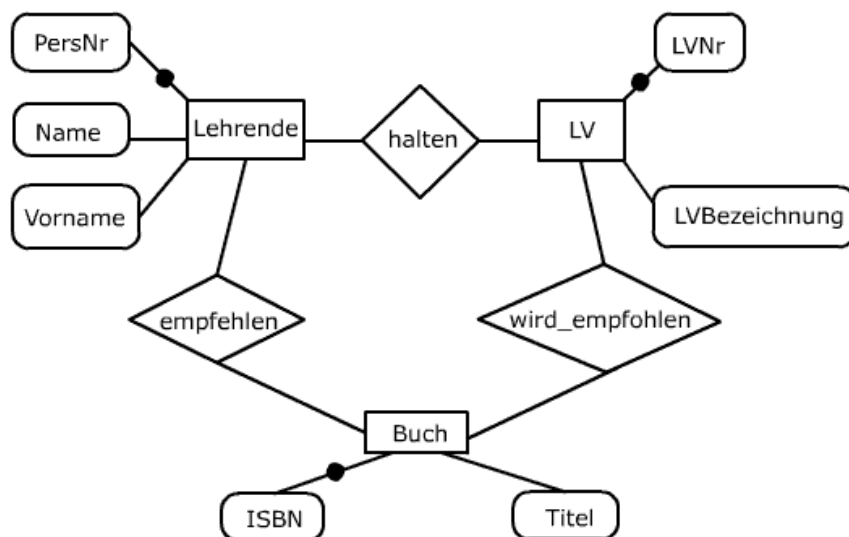 PersNr
LVNr
Name
Lehrende
halten
LV
Vorname
LVBezeichnung
empfehlen
wird_empfohlen
Buch
ISBN
Titel